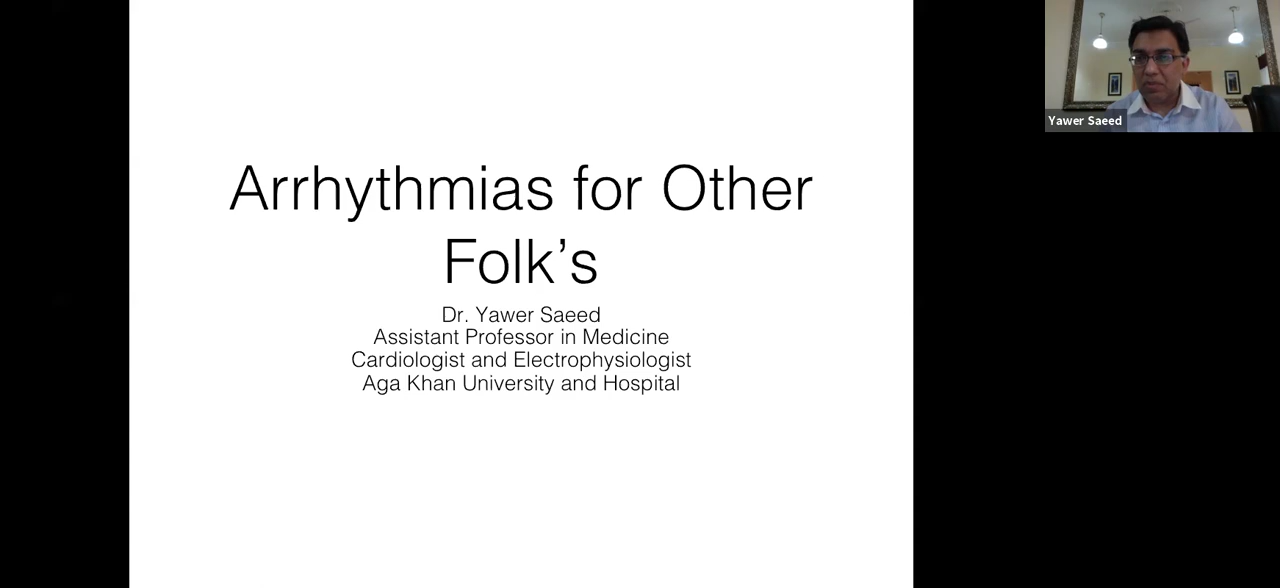 Arrhythmias for Other
Folk’s
Dr. Yawer Saeed
Assistant Professor in Medicine
Cardiologist and Electrophysiologist
Aga Khan University and Hospital
Yawer Saeed